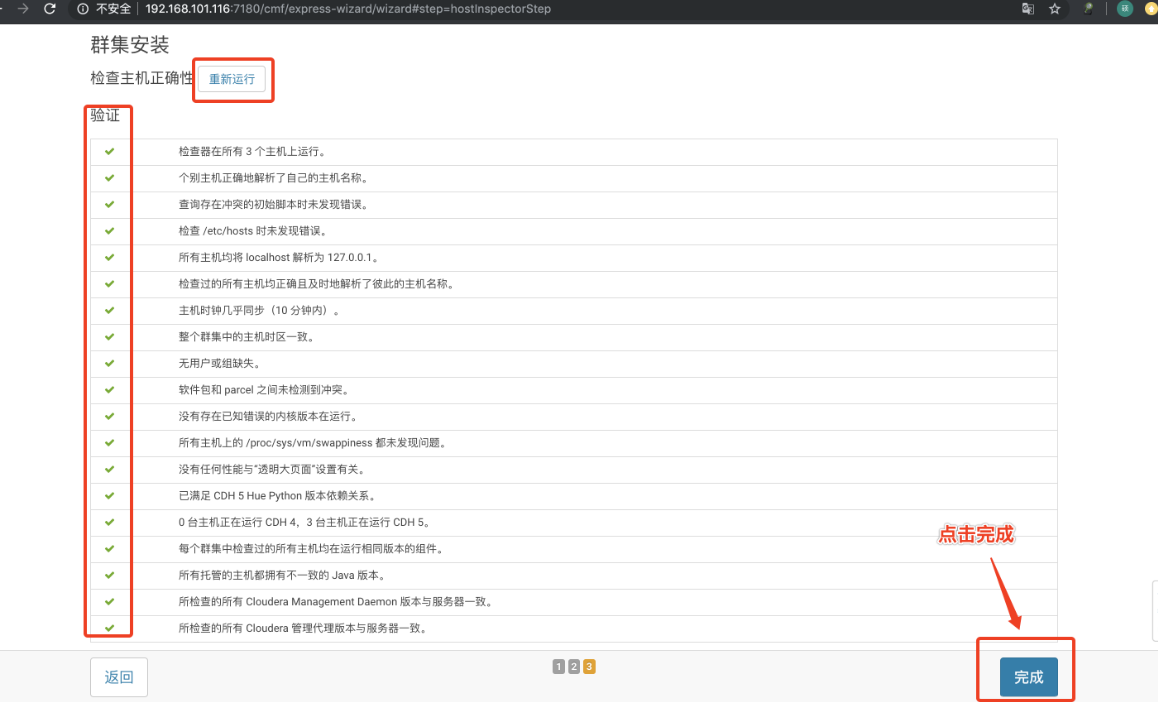 不安全 192.168.101.116:7180/cmf/express-wizard/wizard#step=hostInspectorStep
群集安装
检查主机正确性 重新运行
验证
检查器在所有 3 个主机上运行。
个别主机正确地解析了自己的主机名称。
查询存在冲突的初始脚本时未发现错误。
检查 /etc/hosts 时未发现错误。
所有主机均将 localhost 解析为 127.0.0.1。
检查过的所有主机均正确且及时地解析了彼此的主机名称。
主机时钟几乎同步（10 分钟内）。
整个群集中的主机时区一致。
无用户或组缺失。
软件包和 parcel 之间未检测到冲突。
没有存在已知错误的内核版本在运行。
所有主机上的 /proc/sys/vm/swappiness 都未发现问题。
没有任何性能与“透明大页面”设置有关。
已满足 CDH 5 Hue Python 版本依赖关系。
0 台主机正在运行 CDH 4，3 台主机正在运行 CDH 5。
点击完成
每个群集中检查过的所有主机均在运行相同版本的组件。
所有托管的主机都拥有不一致的 Java 版本。
所检查的所有 Cloudera Management Daemon 版本与服务器一致。
所检查的所有 Cloudera 管理代理版本与服务器一致。
返回 1 2 3 完成